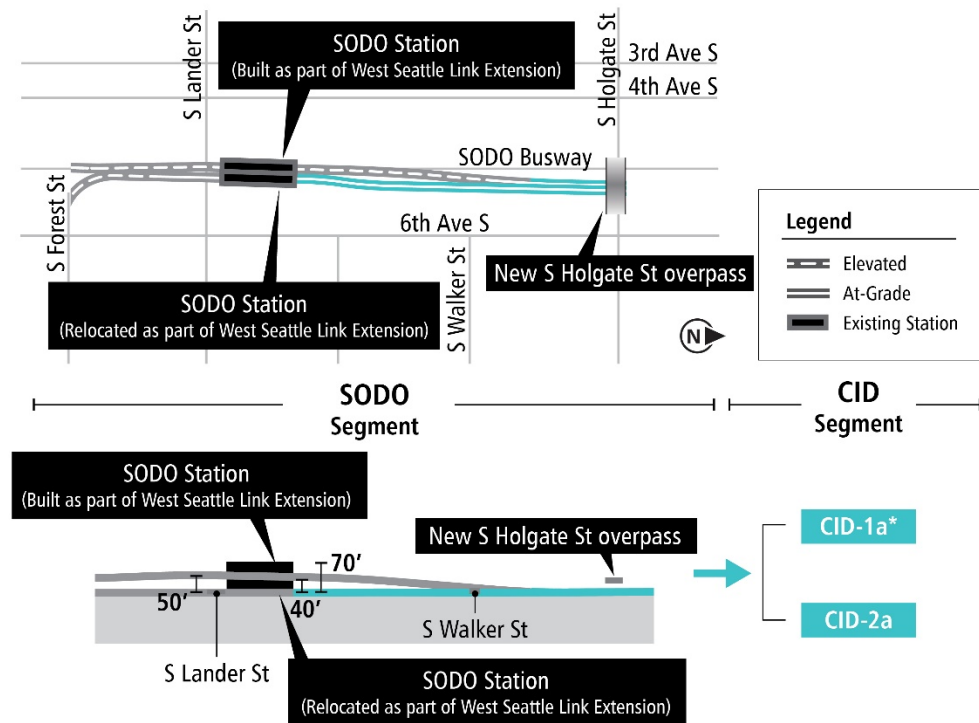 S Lander St
SODO Station
(Built as part of West Seattle Link Extension)
S Holgate St
3rd Ave S
4th Ave S
SODO Busway
S Forest St
6th Ave S
S Walker St
New S Holgate St overpass
SODO Station
(Relocated as part of West Seattle Link Extension)
N
Legend
Elevated
At-Grade
Existing Station
SODO
Segment
CID
Segment
SODO Station
(Built as part of West Seattle Link Extension)
New S Holgate St overpass
CID-1a*
70′
50′
40′
S Walker St
CID-2a
S Lander St
SODO Station
(Relocated as part of West Seattle Link Extension)